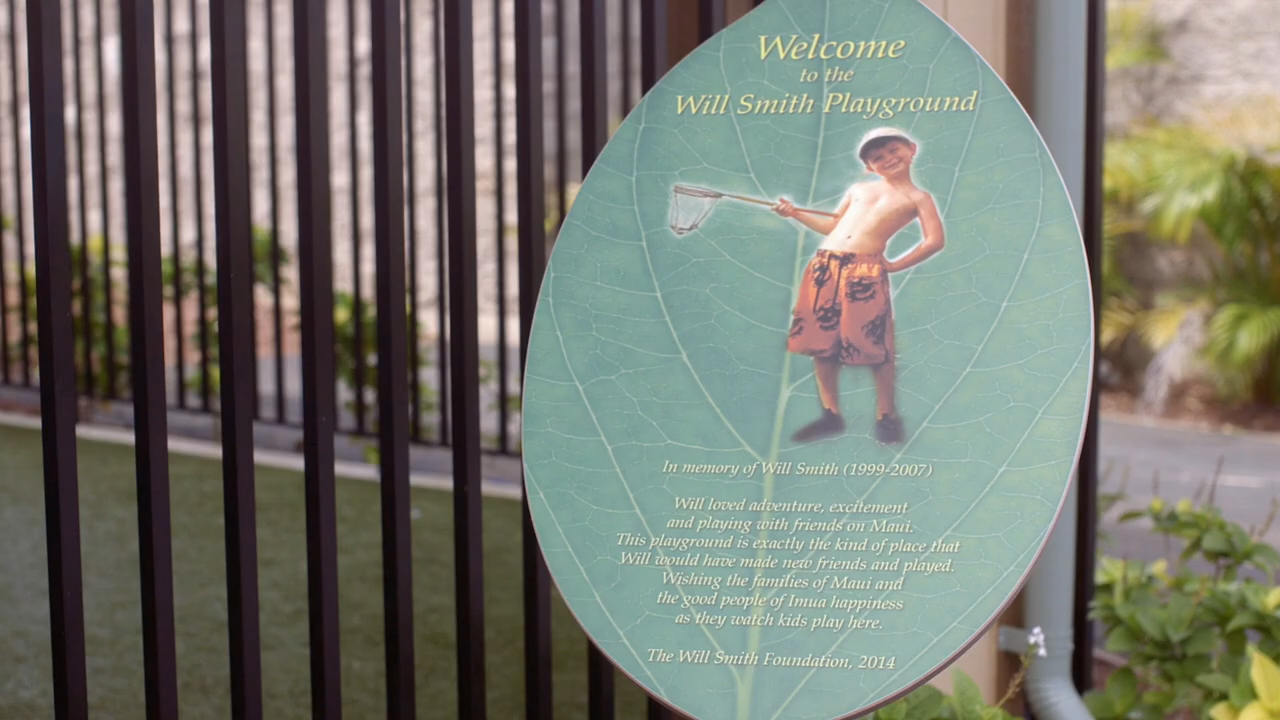 Welcome
to the
Will Smith Playground
In memory of Will Smith (1999-2007)
Will loved adventure, excitement
and playing with friends on Maui.
This playground is exactly the kind of place that
Will would have made new friends and played.
Wishing the families of Maui and
the good people of Imua happiness
as they watch kids play here.
The Will Smith Foundation, 2014